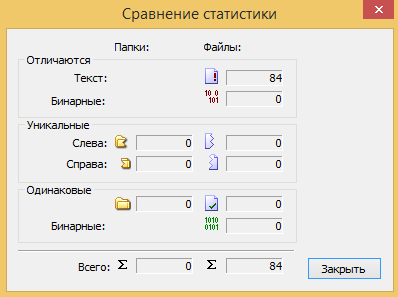 Сравнение статистики
Папки: Файлы:
Отличаются
Текст: 84
Бинарные: 10 0 101 0
Уникальные
Слева: 0 0
Справа: 0 0
Одинаковые
0 0
Бинарные: 1010 0101 0
Всего: Σ 0 Σ 84
Закрыть